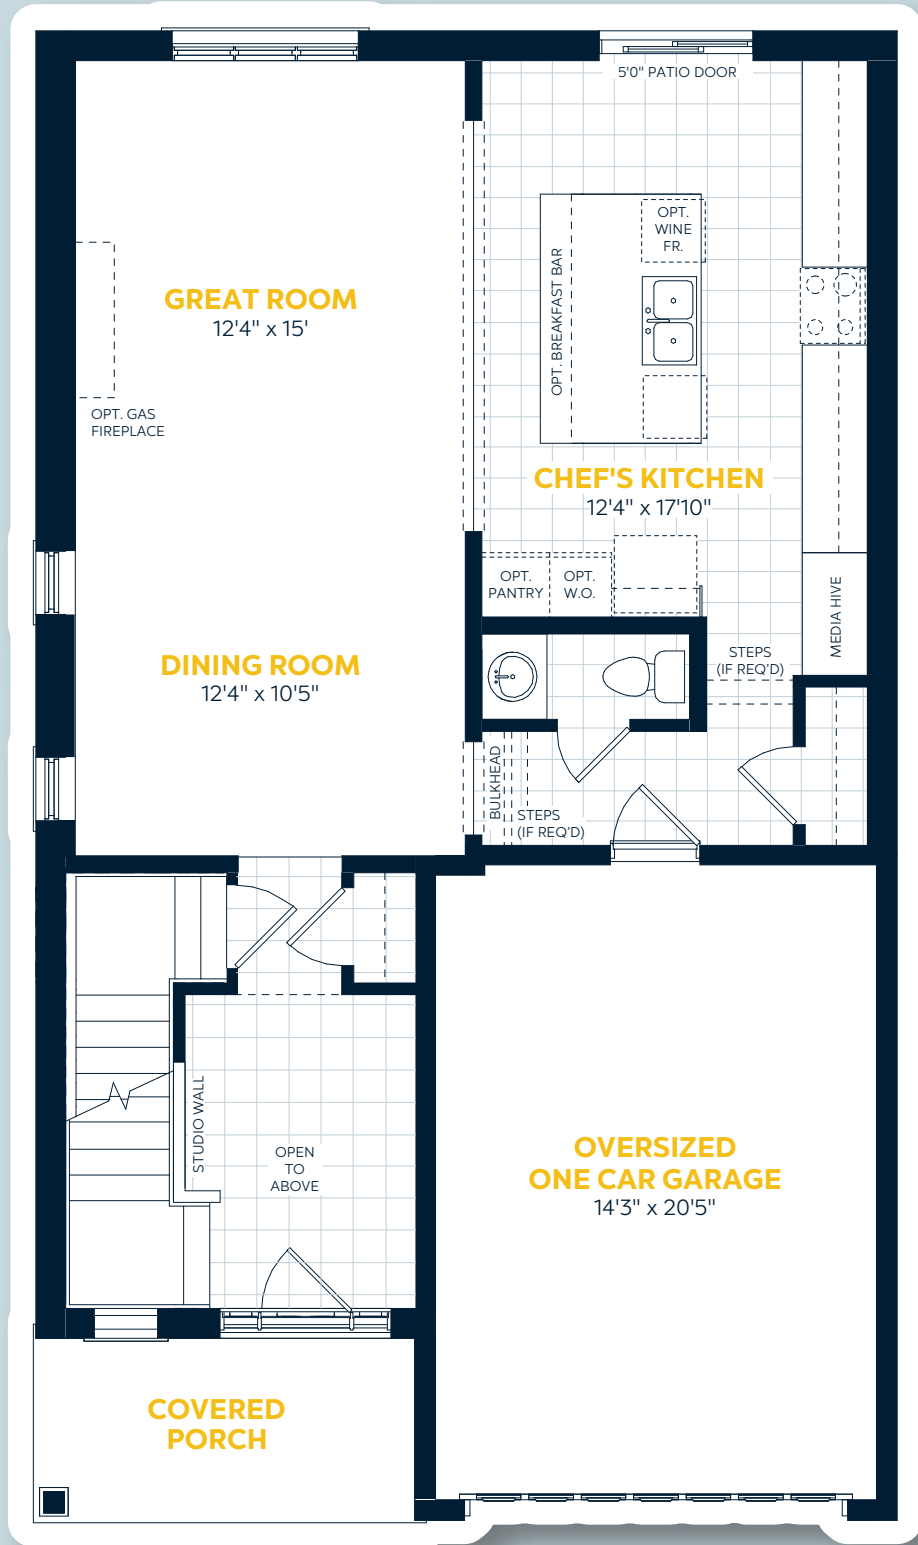 5'0" PATIO DOOR
OPT.
WINE
FR.
OPT. BREAKFAST BAR
GREAT ROOM
12'4" x 15'
OPT. GAS
FIREPLACE
CHEF'S KITCHEN
12'4" x 17'10"
OPT.
PANTRY
OPT.
W.O.
MEDIA HIVE
DINING ROOM
12'4" x 10'5"
STEPS
(IF REQ'D)
BULKHEAD
STEPS
(IF REQ'D)
STUDIO WALL
OPEN
TO
ABOVE
OVERSIZED
ONE CAR GARAGE
14'3" x 20'5"
COVERED
PORCH